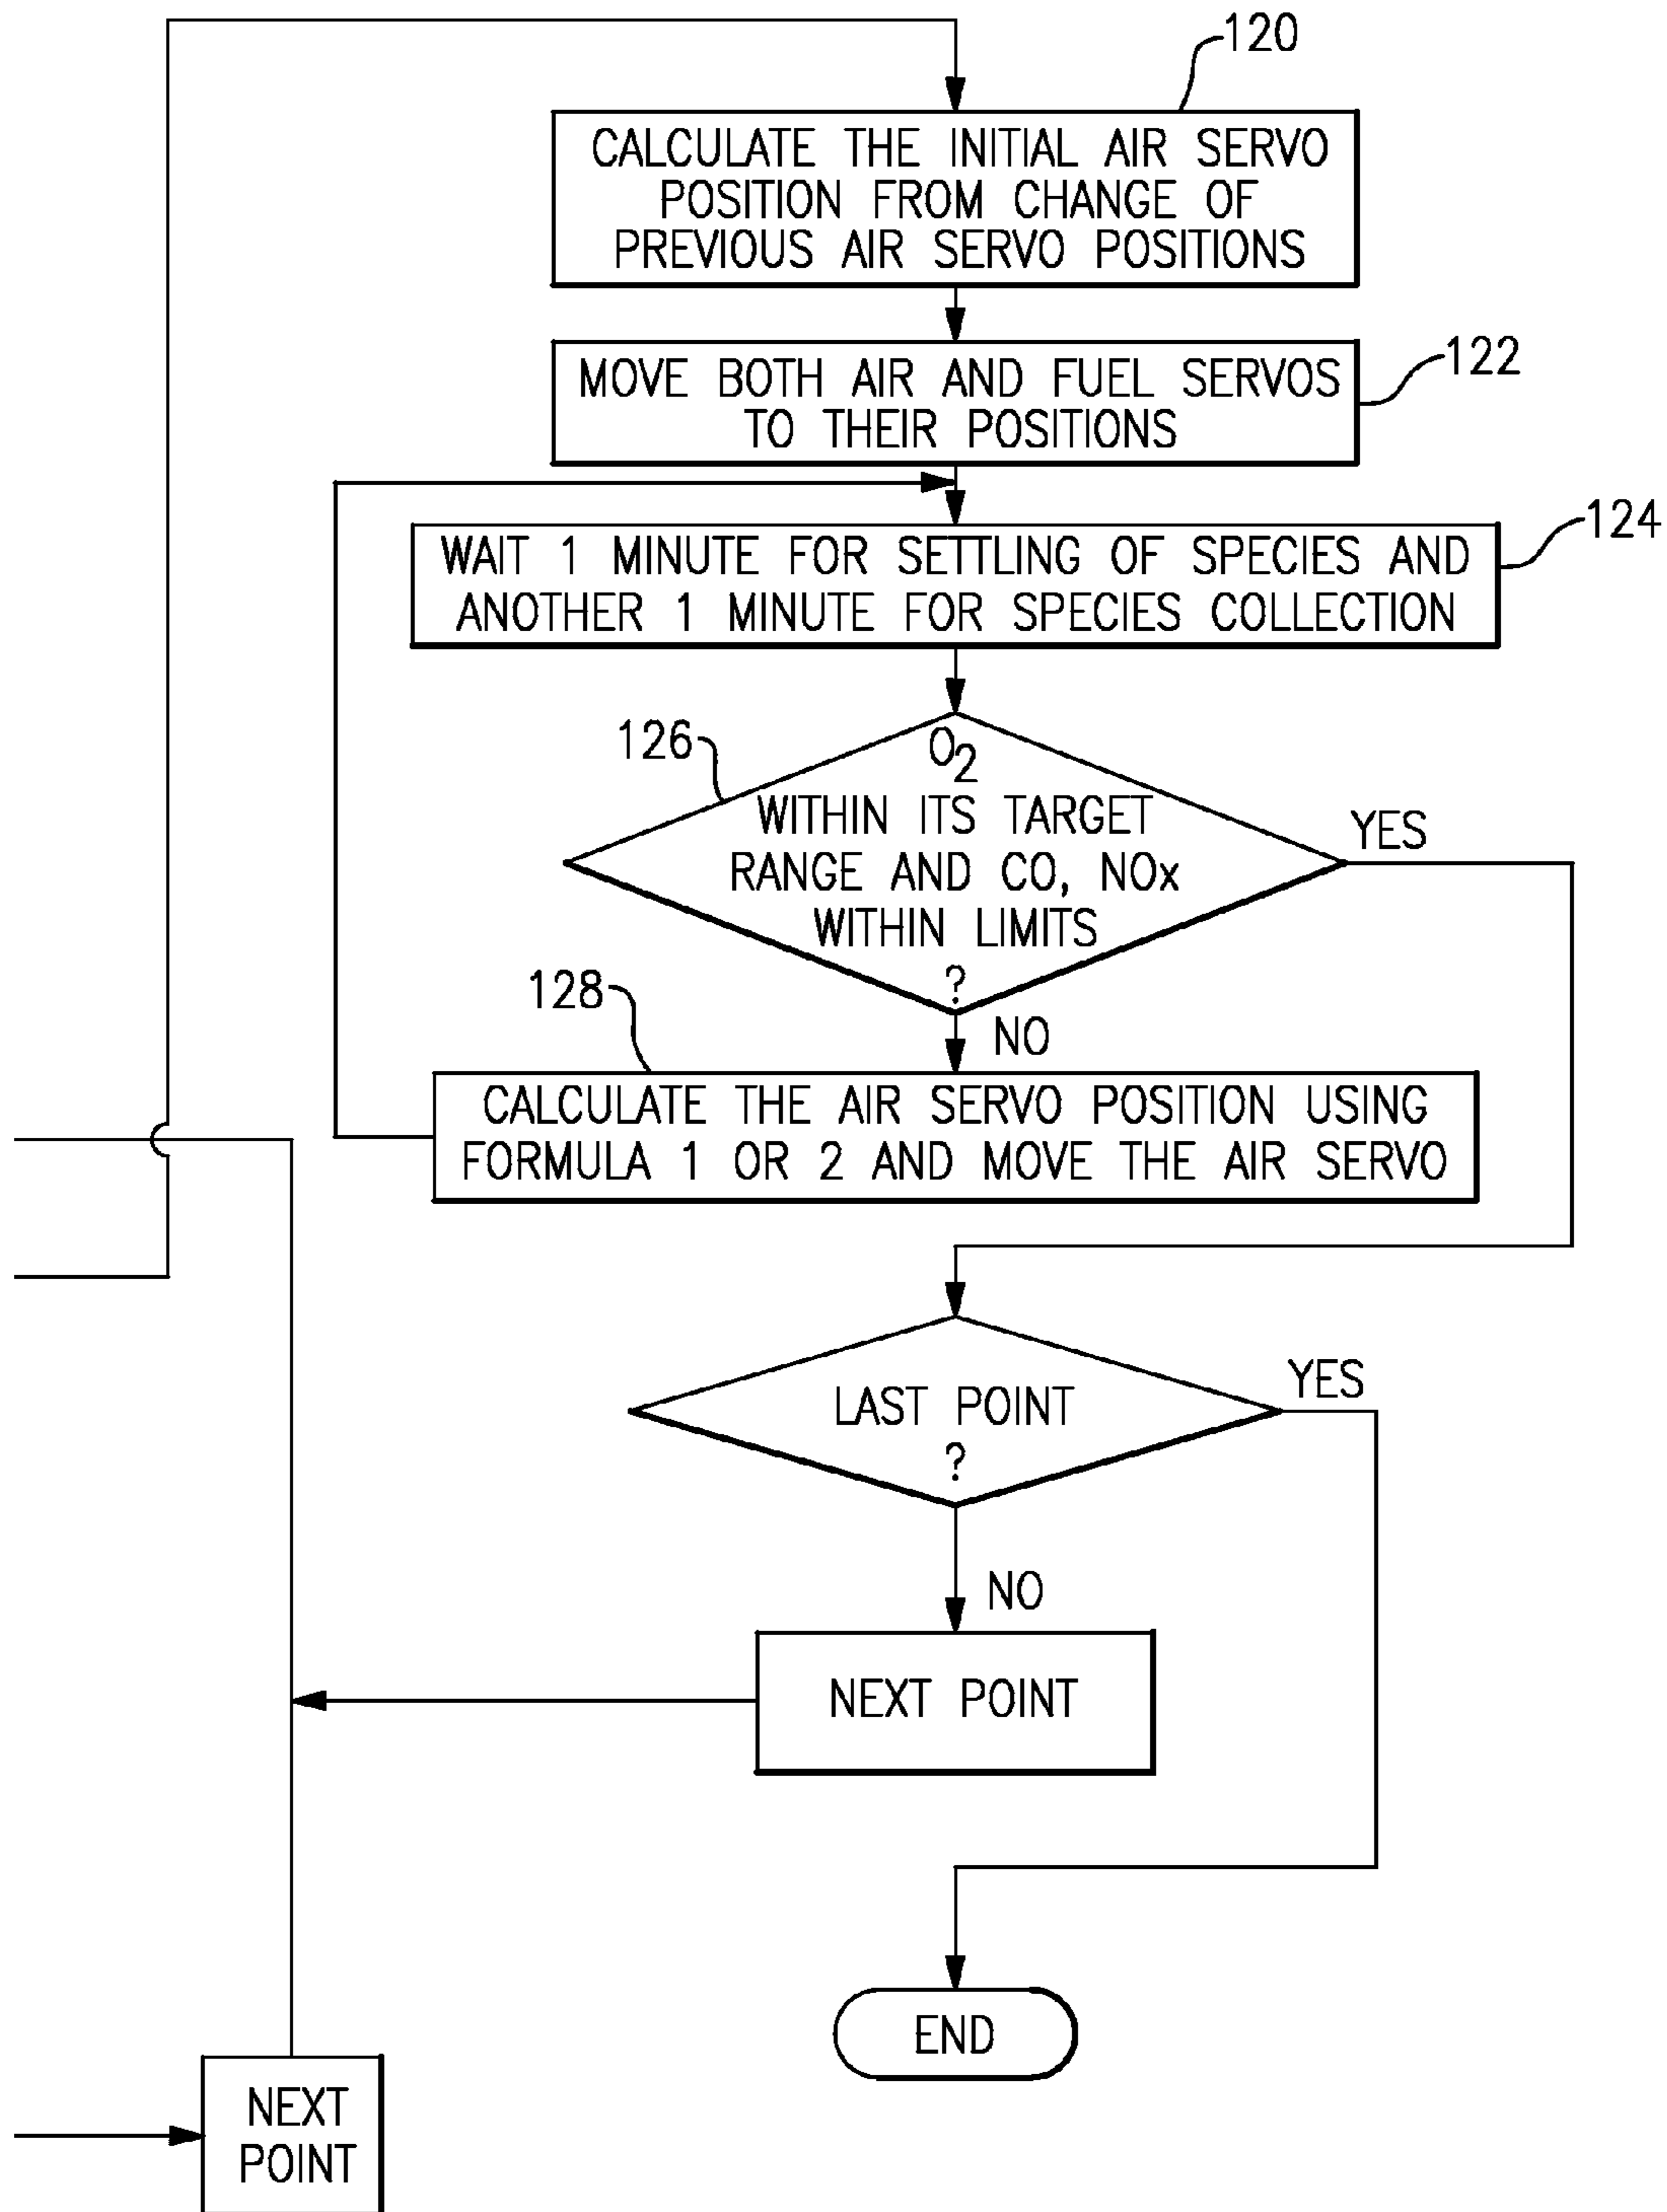 120
CALCULATE THE INITIAL AIR SERVO
POSITION FROM CHANGE OF
PREVIOUS AIR SERVO POSITIONS
122
MOVE BOTH AIR AND FUEL SERVOS
TO THEIR POSITIONS
124
WAIT 1 MINUTE FOR SETTLING OF SPECIES AND
ANOTHER 1 MINUTE FOR SPECIES COLLECTION
126
O2
WITHIN ITS TARGET
RANGE AND CO, NOx
WITHIN LIMITS
?
YES
NO
128
CALCULATE THE AIR SERVO POSITION USING
FORMULA 1 OR 2 AND MOVE THE AIR SERVO
LAST POINT
?
YES
NO
NEXT POINT
END
NEXT
POINT